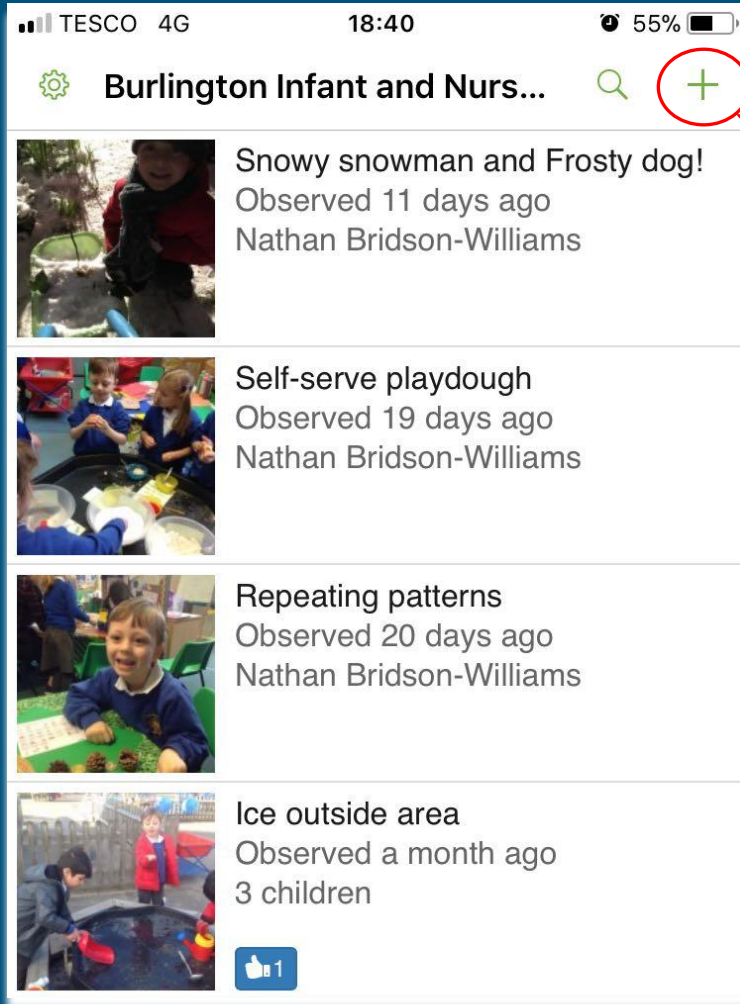 TESCO 4G 18:40 55%
Burlington Infant and Nurs...
Snowy snowman and Frosty dog!
Observed 11 days ago
Nathan Bridson-Williams
Self-serve playdough
Observed 19 days ago
Nathan Bridson-Williams
Repeating patterns
Observed 20 days ago
Nathan Bridson-Williams
Ice outside area
Observed a month ago
3 children
1